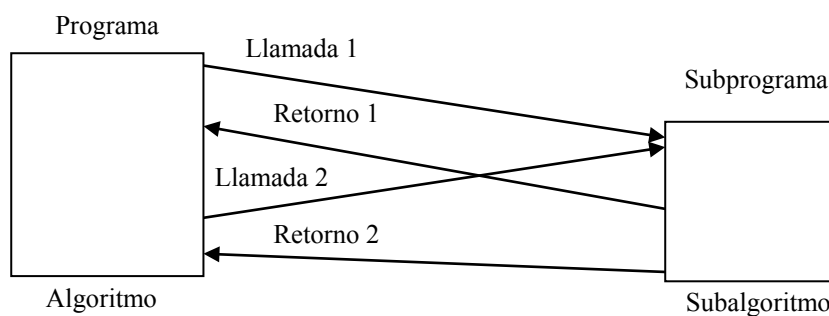 Programa
Llamada 1
Subprograma
Retorno 1
Llamada 2
Retorno 2
Algoritmo
Subalgoritmo